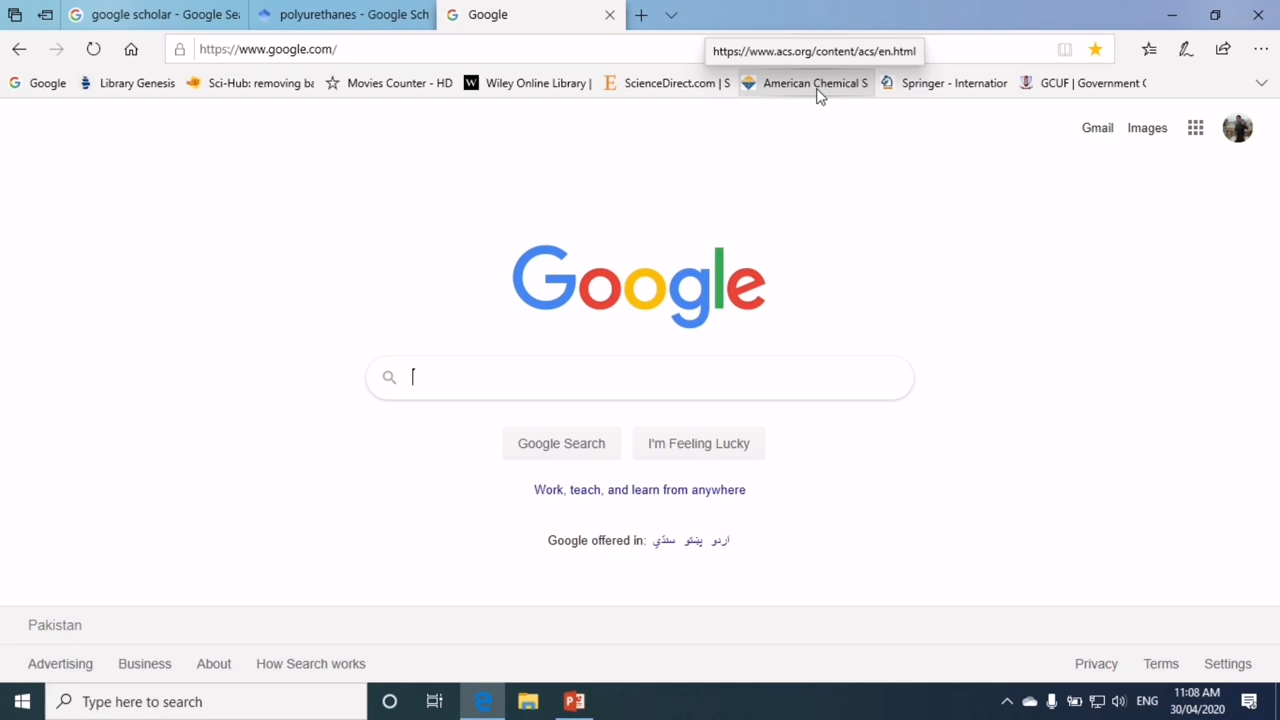 google scholar - Google Sea
polyurethanes - Google Sch
Google
https://www.google.com/
https://www.acs.org/content/acs/en.html
Google
Library Genesis
Sci-Hub: removing ba
Movies Counter - HD
Wiley Online Library |
ScienceDirect.com | S
American Chemical S
Springer - Internation
GCUF | Government C
Gmail
Images
Google
Google Search
I'm Feeling Lucky
Work, teach, and learn from anywhere
Google offered in: اردو پښتو سنڌي
Pakistan
Advertising
Business
About
How Search works
Privacy
Terms
Settings
Type here to search
ENG
11:08 AM
30/04/2020